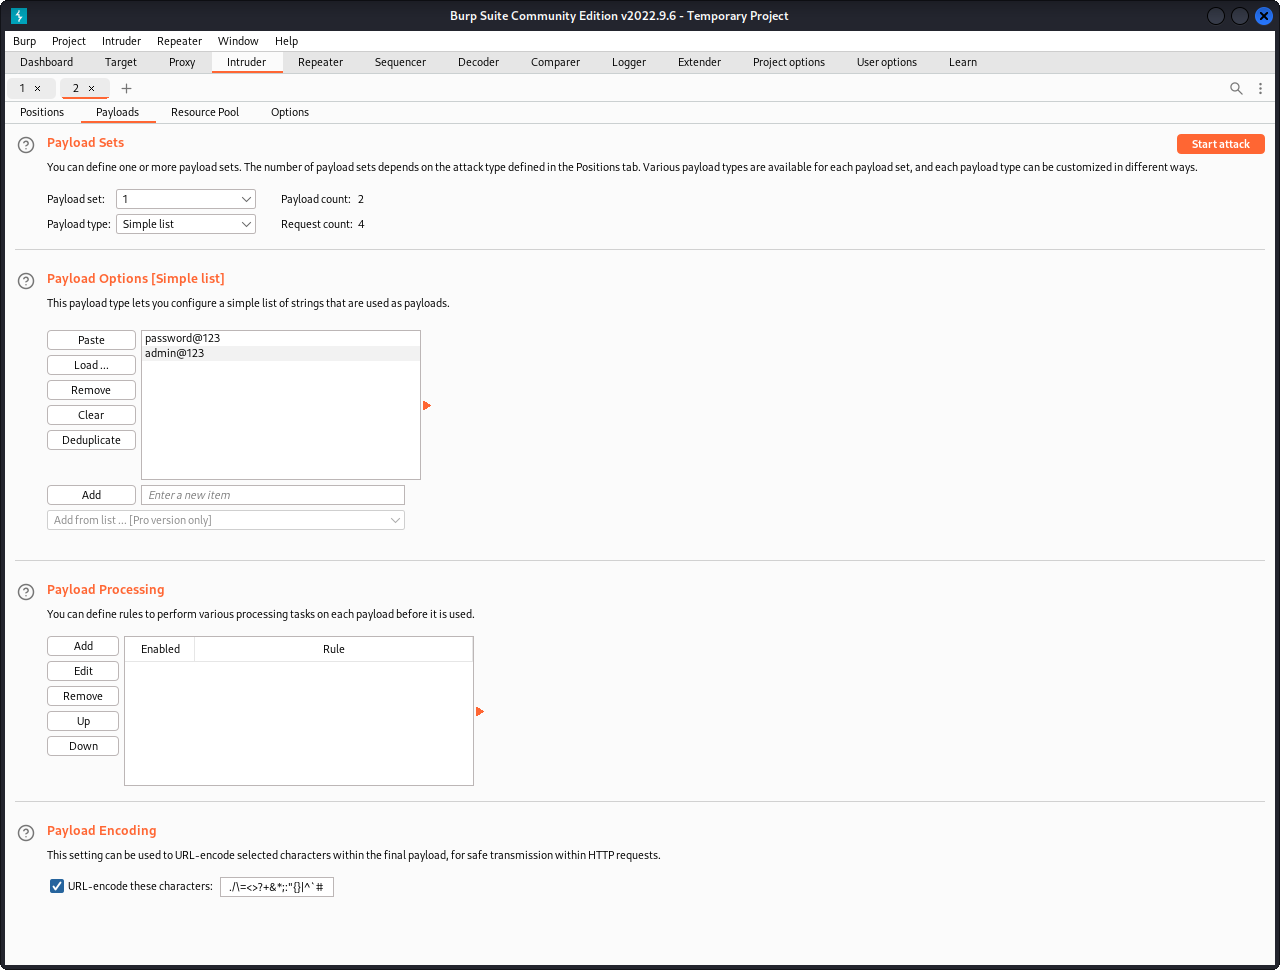 Burp Suite Community Edition v2022.9.6 - Temporary Project
Burp Project Intruder Repeater Window Help
Dashboard Target Proxy Intruder Repeater Sequencer Decoder Comparer Logger Extender Project options User options Learn
1 × 2 × +
Positions Payloads Resource Pool Options
? Payload Sets Start attack
You can define one or more payload sets. The number of payload sets depends on the attack type defined in the Positions tab. Various payload types are available for each payload set, and each payload type can be customized in different ways.
Payload set: 1 Payload count: 2
Payload type: Simple list Request count: 4
? Payload Options [Simple list]
This payload type lets you configure a simple list of strings that are used as payloads.
Paste password@123
admin@123
Load ...
Remove
Clear
Deduplicate
Add Enter a new item
Add from list ... [Pro version only]
? Payload Processing
You can define rules to perform various processing tasks on each payload before it is used.
Add Enabled Rule
Edit
Remove
Up
Down
? Payload Encoding
This setting can be used to URL-encode selected characters within the final payload, for safe transmission within HTTP requests.
URL-encode these characters: ./\=<>?+&*;:"{}|^`#